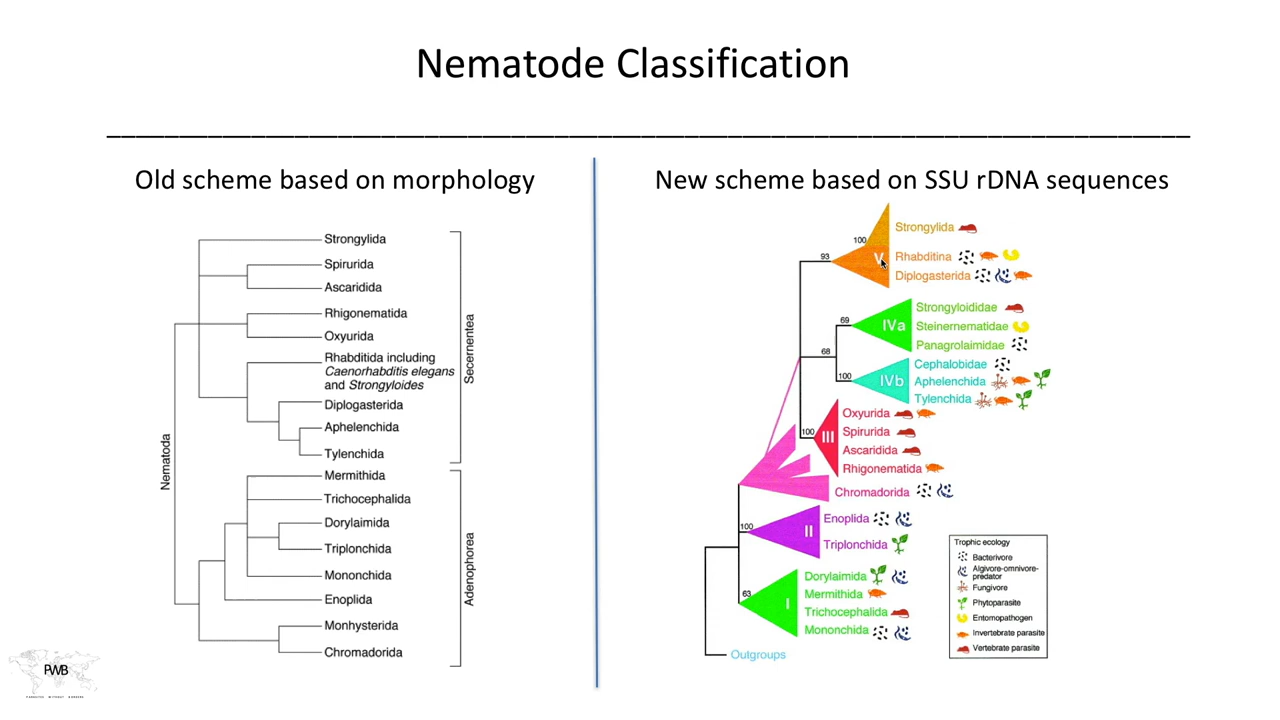 Nematode Classification
Old scheme based on morphology
Strongylida
Spirurida
Ascaridida
Rhigonematida
Oxyurida
Rhabditida including
Caenorhabditis elegans
and Strongyloides
Diplogasterida
Aphelenchida
Tylenchida
Mermithida
Trichocephalida
Dorylaimida
Triplonchida
Mononchida
Enoplida
Monhysterida
Chromadorida
Nematoda
Secernentea
Adenophorea
New scheme based on SSU rDNA sequences
Strongylida
100
93
V
Rhabditina
Diplogasterida
Strongyloididae
69
IVa
Steinernematidae
Panagrolaimidae
68
Cephalobidae
100
IVb
Aphelenchida
Tylenchida
Oxyurida
100
III
Spirurida
Ascaridida
Rhigonematida
Chromadorida
Enoplida
100
II
Triplonchida
Dorylaimida
63
I
Mermithida
Trichocephalida
Mononchida
Outgroups
Trophic ecology
Bacterivore
Algivore-omnivore-
predator
Fungivore
Phytoparasite
Entomopathogen
Invertebrate parasite
Vertebrate parasite
PWB